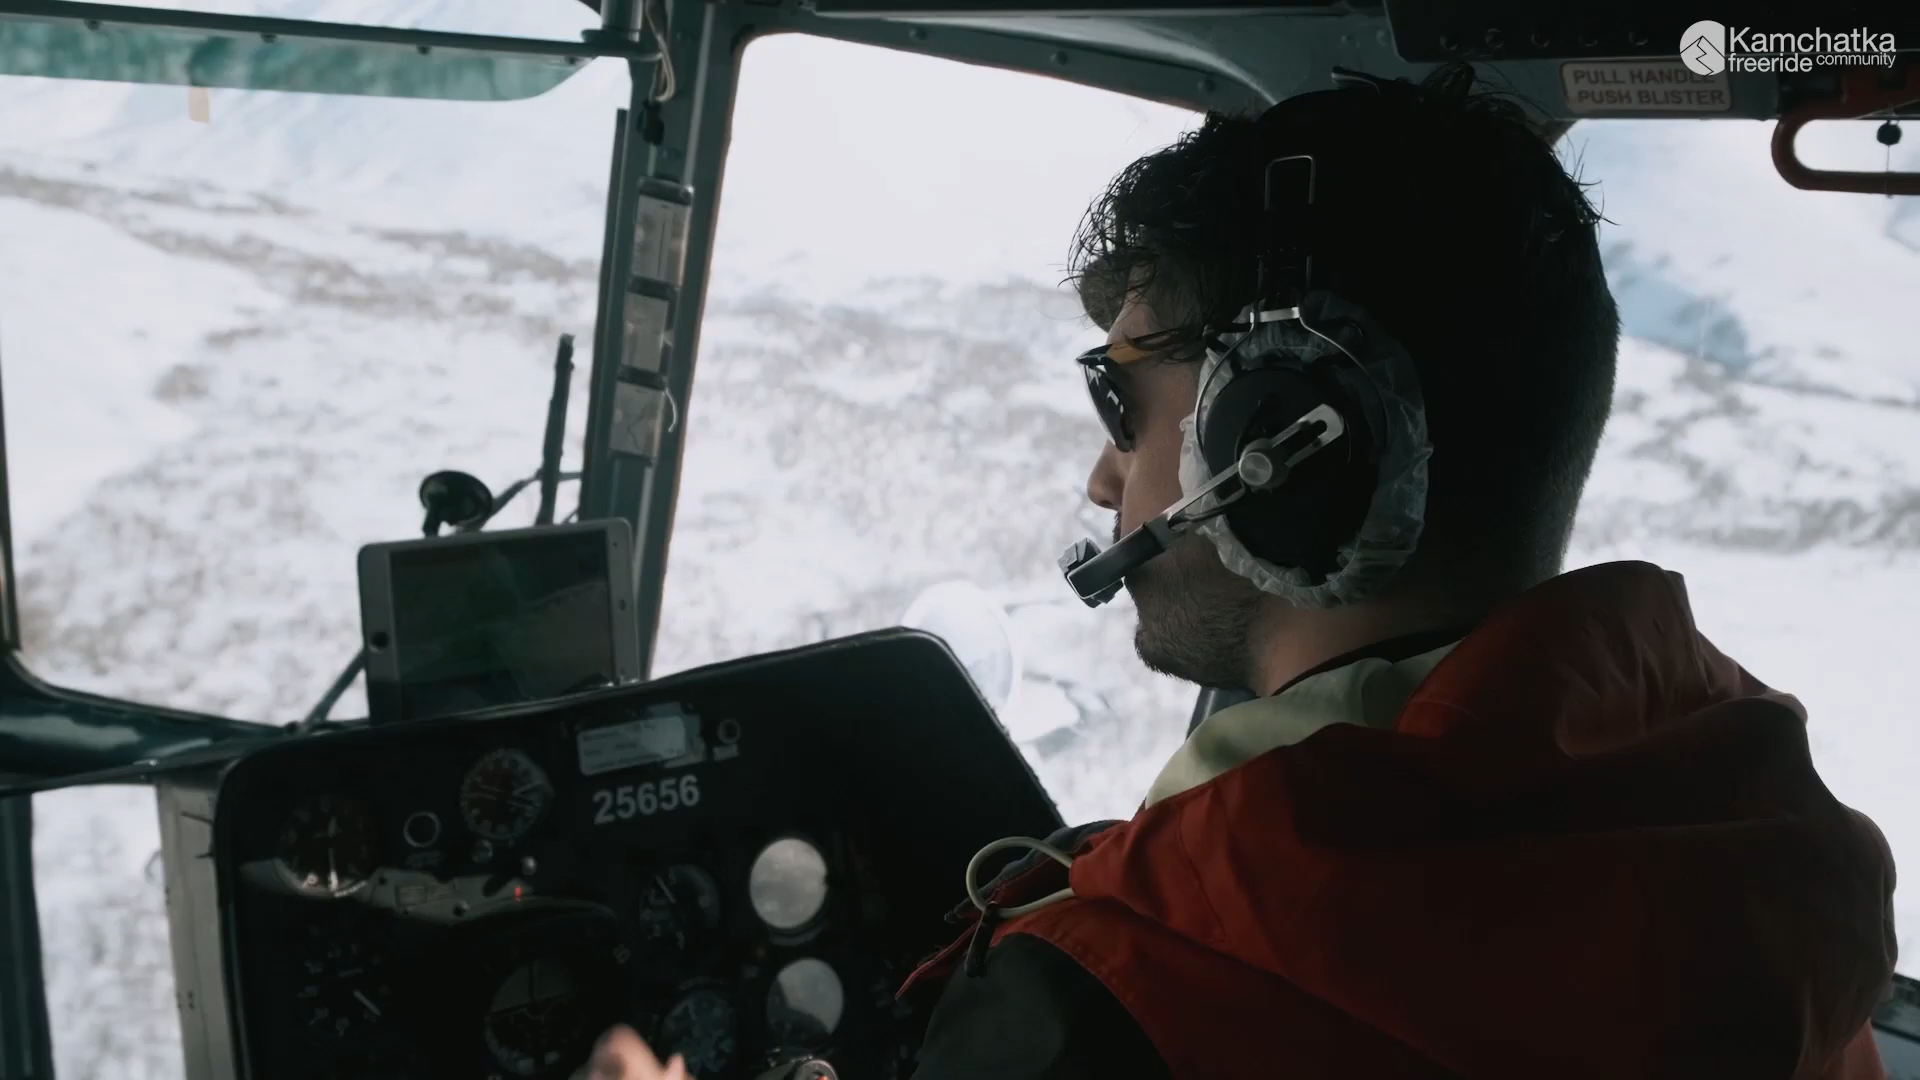 Kamchatka
freeride community
PULL HANDLE
PUSH BLISTER
25656